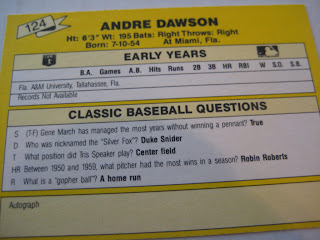 124
ANDRE DAWSON
Ht: 6'3" Wt: 195 Bats: Right Throws: Right
Born: 7-10-54 At Miami, Fla.
EARLY YEARS
B.A. Games A.B. Hits Runs 2B 3B HR RBI W S.O. S.B.
Fla. A&M University, Tallahassee, Fla.
Records Not Available
CLASSIC BASEBALL QUESTIONS
S (T-F) Gene March has managed the most years without winning a pennant? True
D Who was nicknamed the "Silver Fox"? Duke Snider
T What position did Tris Speaker play? Center field
HR Between 1950 and 1959, what pitcher had the most wins in a season? Robin Roberts
R What is a "gopher ball"? A home run
Autograph